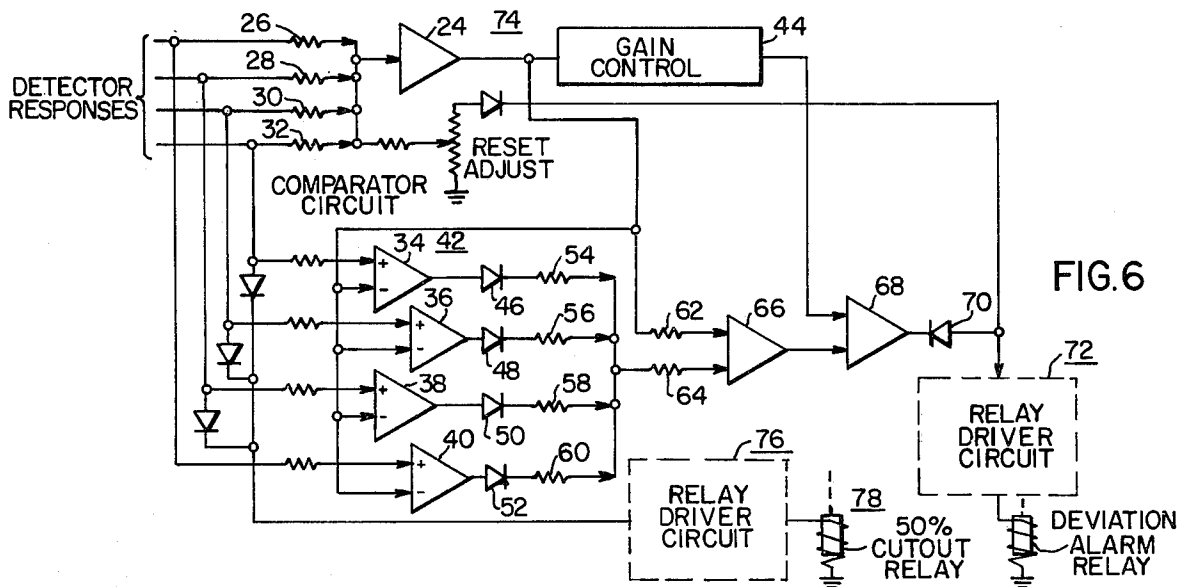 26
24
74
44
GAIN
CONTROL
28
DETECTOR
RESPONSES
30
32
RESET
ADJUST
COMPARATOR
CIRCUIT
34
42
+
-
46
54
FIG.6
36
+
-
48
56
62
66
68
70
38
+
-
50
58
64
72
RELAY
DRIVER
CIRCUIT
40
+
-
52
60
76
RELAY
DRIVER
CIRCUIT
78
50%
CUTOUT
RELAY
DEVIATION
ALARM
RELAY